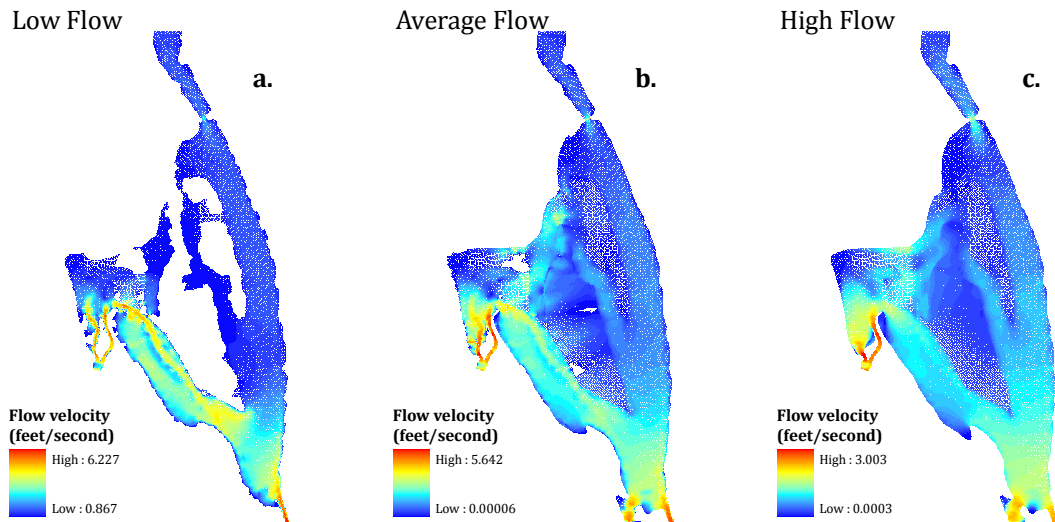 Low Flow
a.
Flow velocity
(feet/second)
High : 6.227
Low : 0.867
Average Flow
b.
Flow velocity
(feet/second)
High : 5.642
Low : 0.00006
High Flow
c.
Flow velocity
(feet/second)
High : 3.003
Low : 0.0003